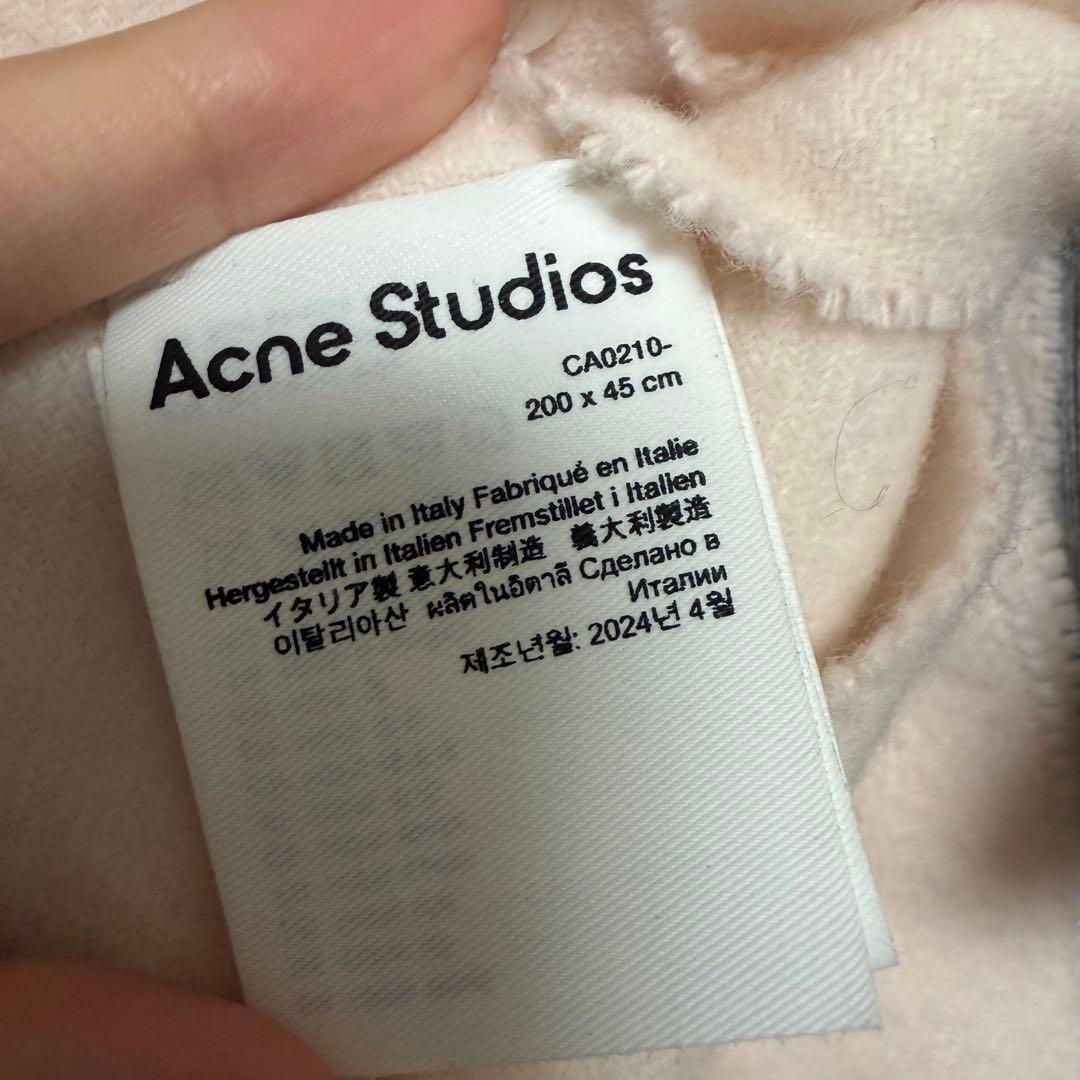 Acne Studios
CA0210-
200 x 45 cm
Made in Italy Fabriqué en Italie
Hergestellt in Italien Fremstillet i Italien
イタリア製 意大利制造 義大利製造
이탈리아산 ผลิตในอิตาลี Сделано в
Италии
제조년월: 2024년 4월